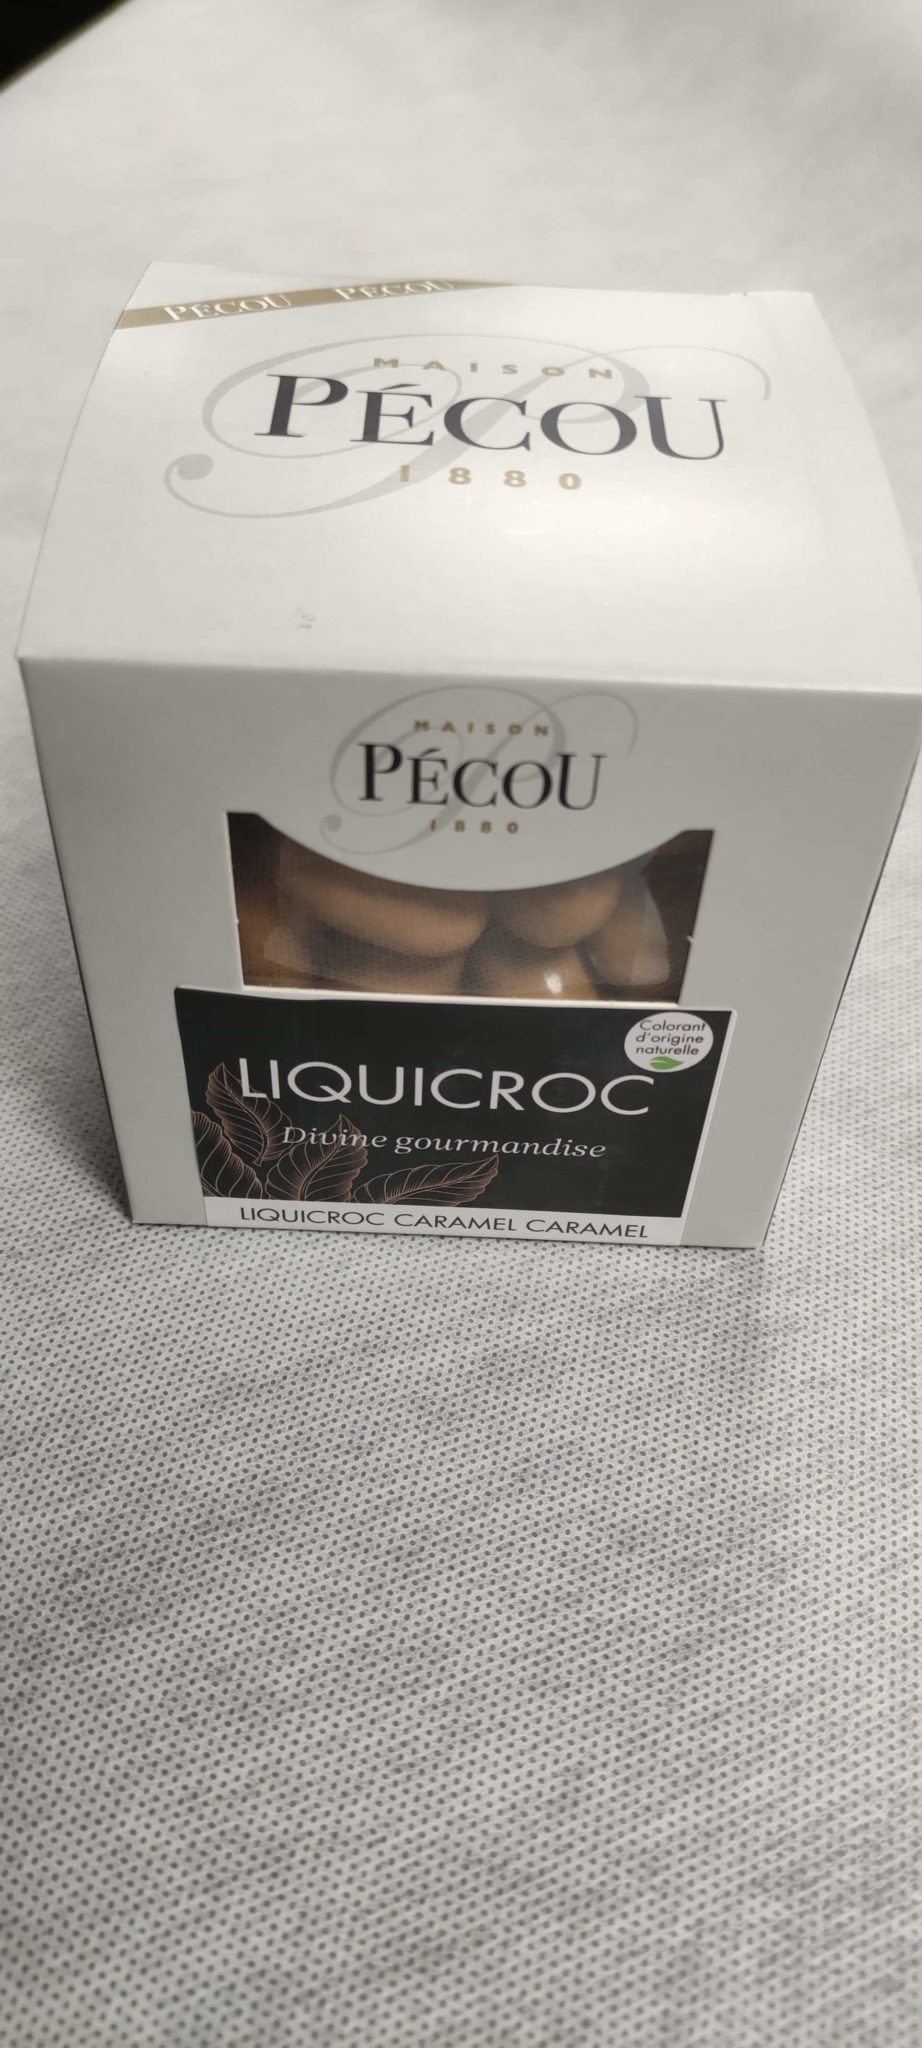 PÉCOU PÉCOU
MAISON
PÉCOU
1880
MAISON
PÉCOU
1880
Colorant
d'origine
naturelle
LIQUICROC
Divine gourmandise
LIQUICROC CARAMEL CARAMEL